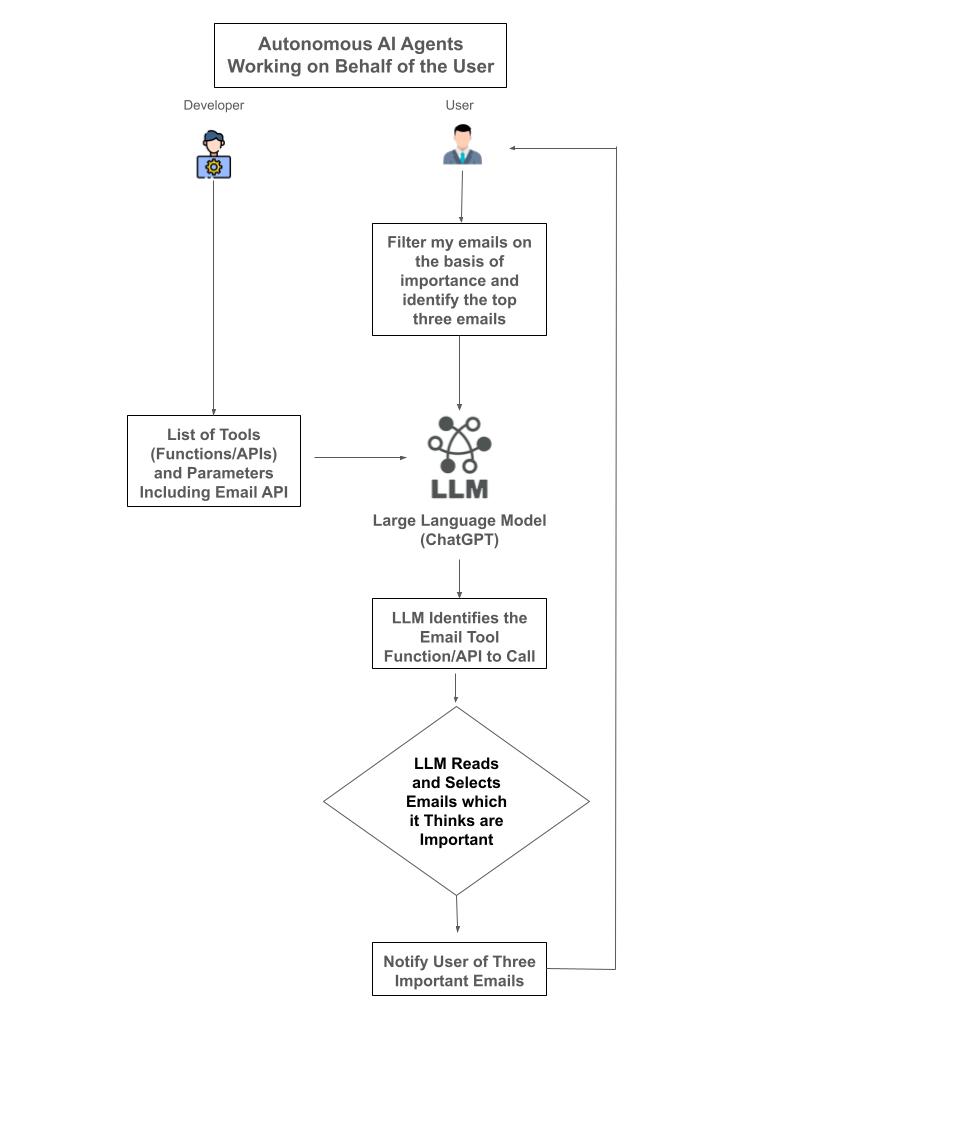 Autonomous AI Agents
Working on Behalf of the User
Developer
User
Filter my emails on
the basis of
importance and
identify the top
three emails
List of Tools
(Functions/APIs)
and Parameters
Including Email API
LLM
Large Language Model
(ChatGPT)
LLM Identifies the
Email Tool
Function/API to Call
LLM Reads
and Selects
Emails which
it Thinks are
Important
Notify User of Three
Important Emails